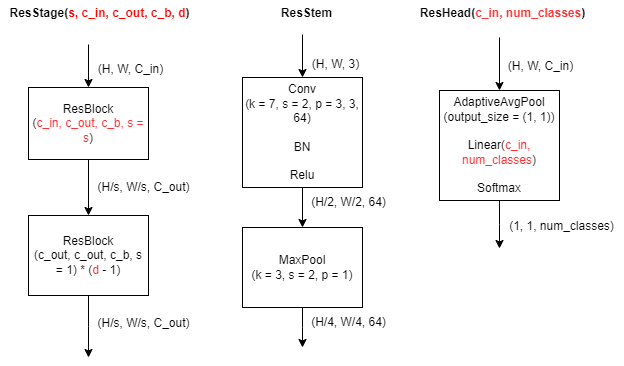 ResStage(s, c_in, c_out, c_b, d)
(H, W, C_in)
ResBlock
(c_in, c_out, c_b, s =
s)
(H/s, W/s, C_out)
ResBlock
(c_out, c_out, c_b, s
= 1) * (d - 1)
(H/s, W/s, C_out)
ResStem
(H, W, 3)
Conv
(k = 7, s = 2, p = 3, 3,
64)
BN
Relu
(H/2, W/2, 64)
MaxPool
(k = 3, s = 2, p = 1)
(H/4, W/4, 64)
ResHead(c_in, num_classes)
(H, W, C_in)
AdaptiveAvgPool
(output_size = (1, 1))
Linear(c_in,
num_classes)
Softmax
(1, 1, num_classes)